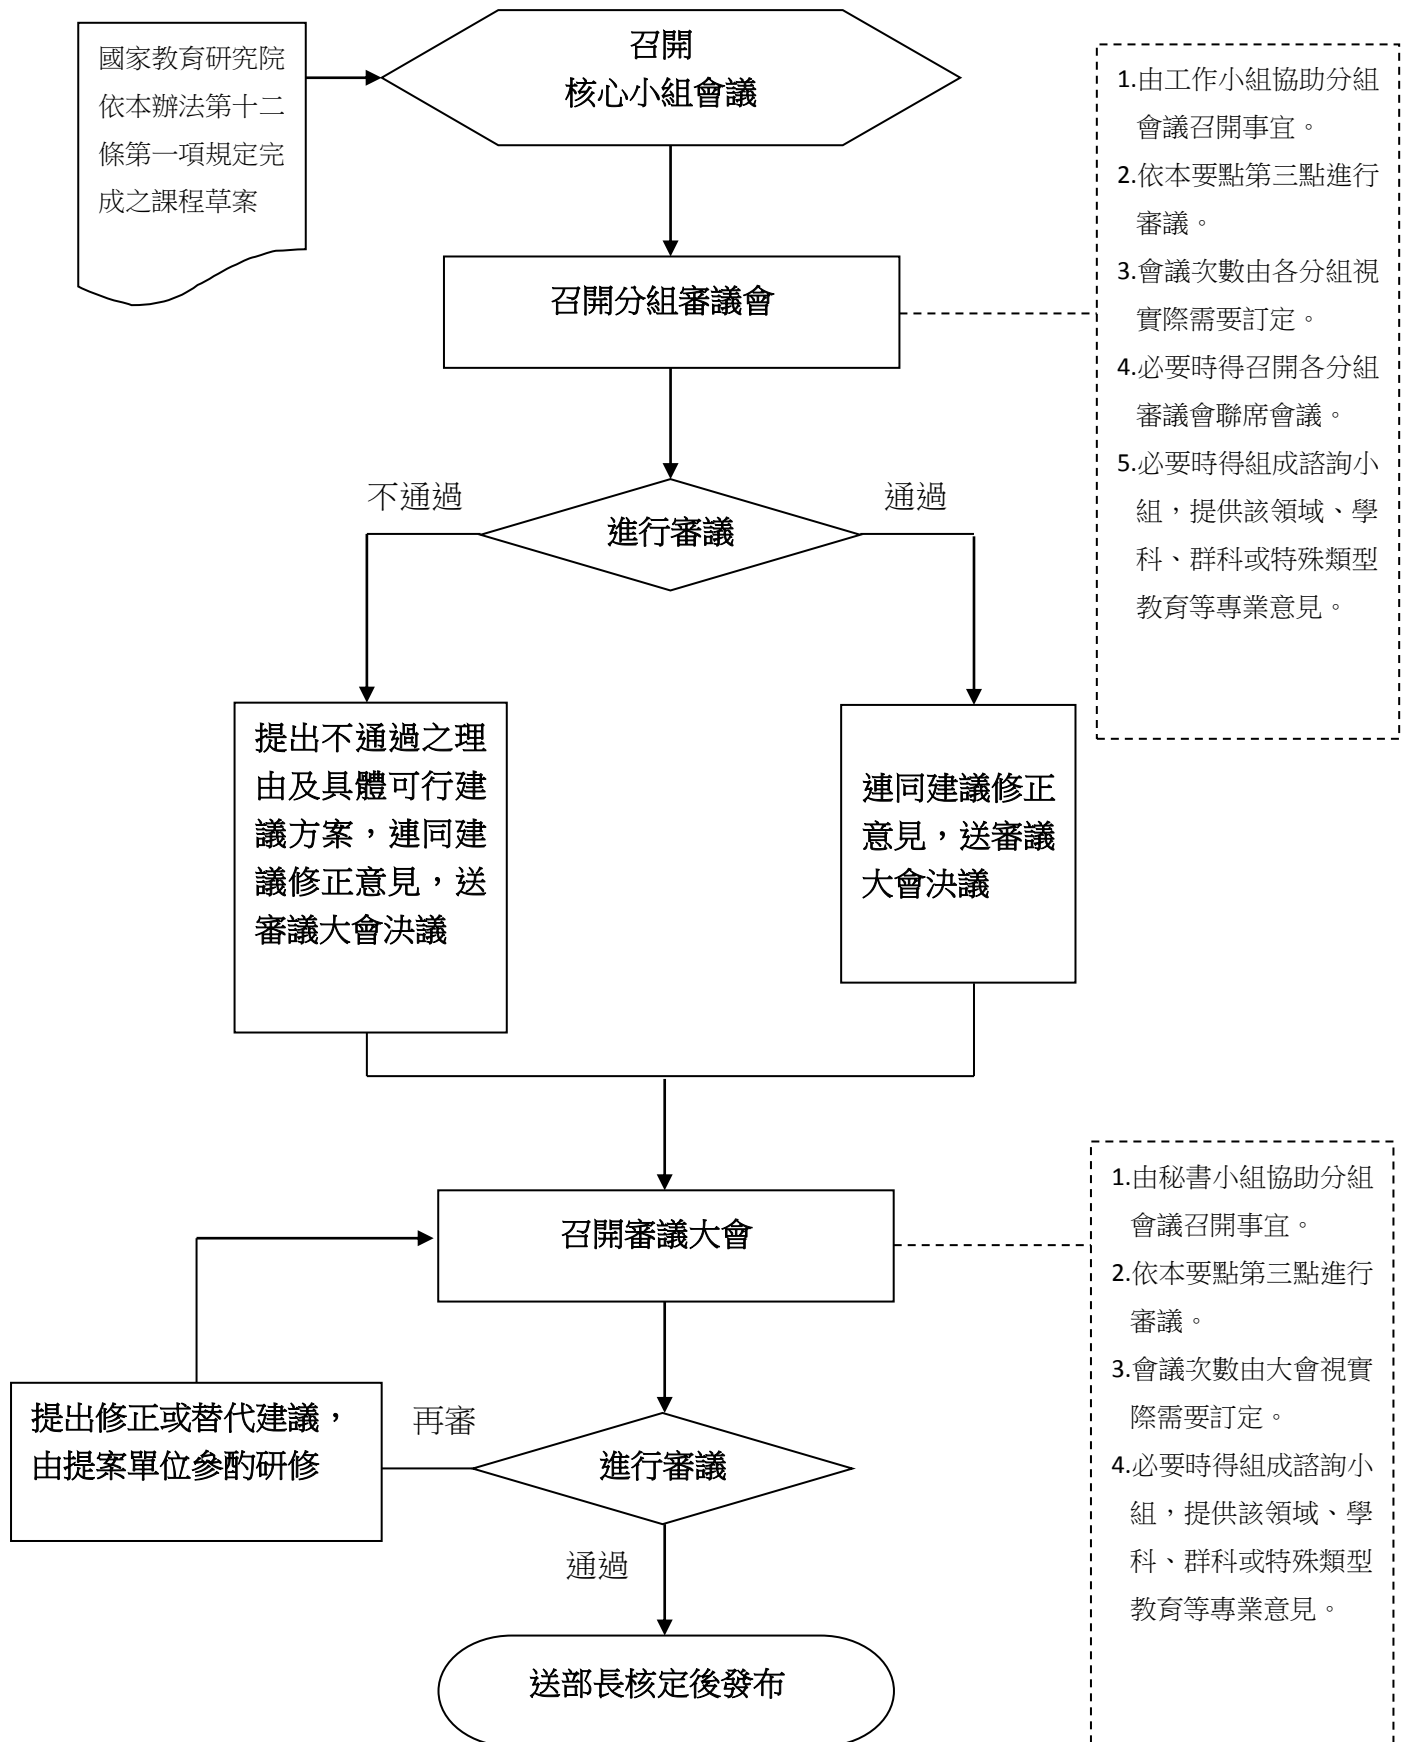 國家教育研究院
依本辦法第十二
條第一項規定完
成之課程草案
召開
核心小組會議
1.由工作小組協助分組
會議召開事宜。
2.依本要點第三點進行
審議。
3.會議次數由各分組視
實際需要訂定。
4.必要時得召開各分組
審議會聯席會議。
5.必要時得組成諮詢小
組，提供該領域、學
科、群科或特殊類型
教育等專業意見。
召開分組審議會
不通過
通過
進行審議
提出不通過之理
由及具體可行建
議方案，連同建
議修正意見，送
審議大會決議
連同建議修正
意見，送審議
大會決議
召開審議大會
1.由秘書小組協助分組
會議召開事宜。
2.依本要點第三點進行
審議。
3.會議次數由大會視實
際需要訂定。
4.必要時得組成諮詢小
組，提供該領域、學
科、群科或特殊類型
教育等專業意見。
提出修正或替代建議，
由提案單位參酌研修
再審
進行審議
通過
送部長核定後發布